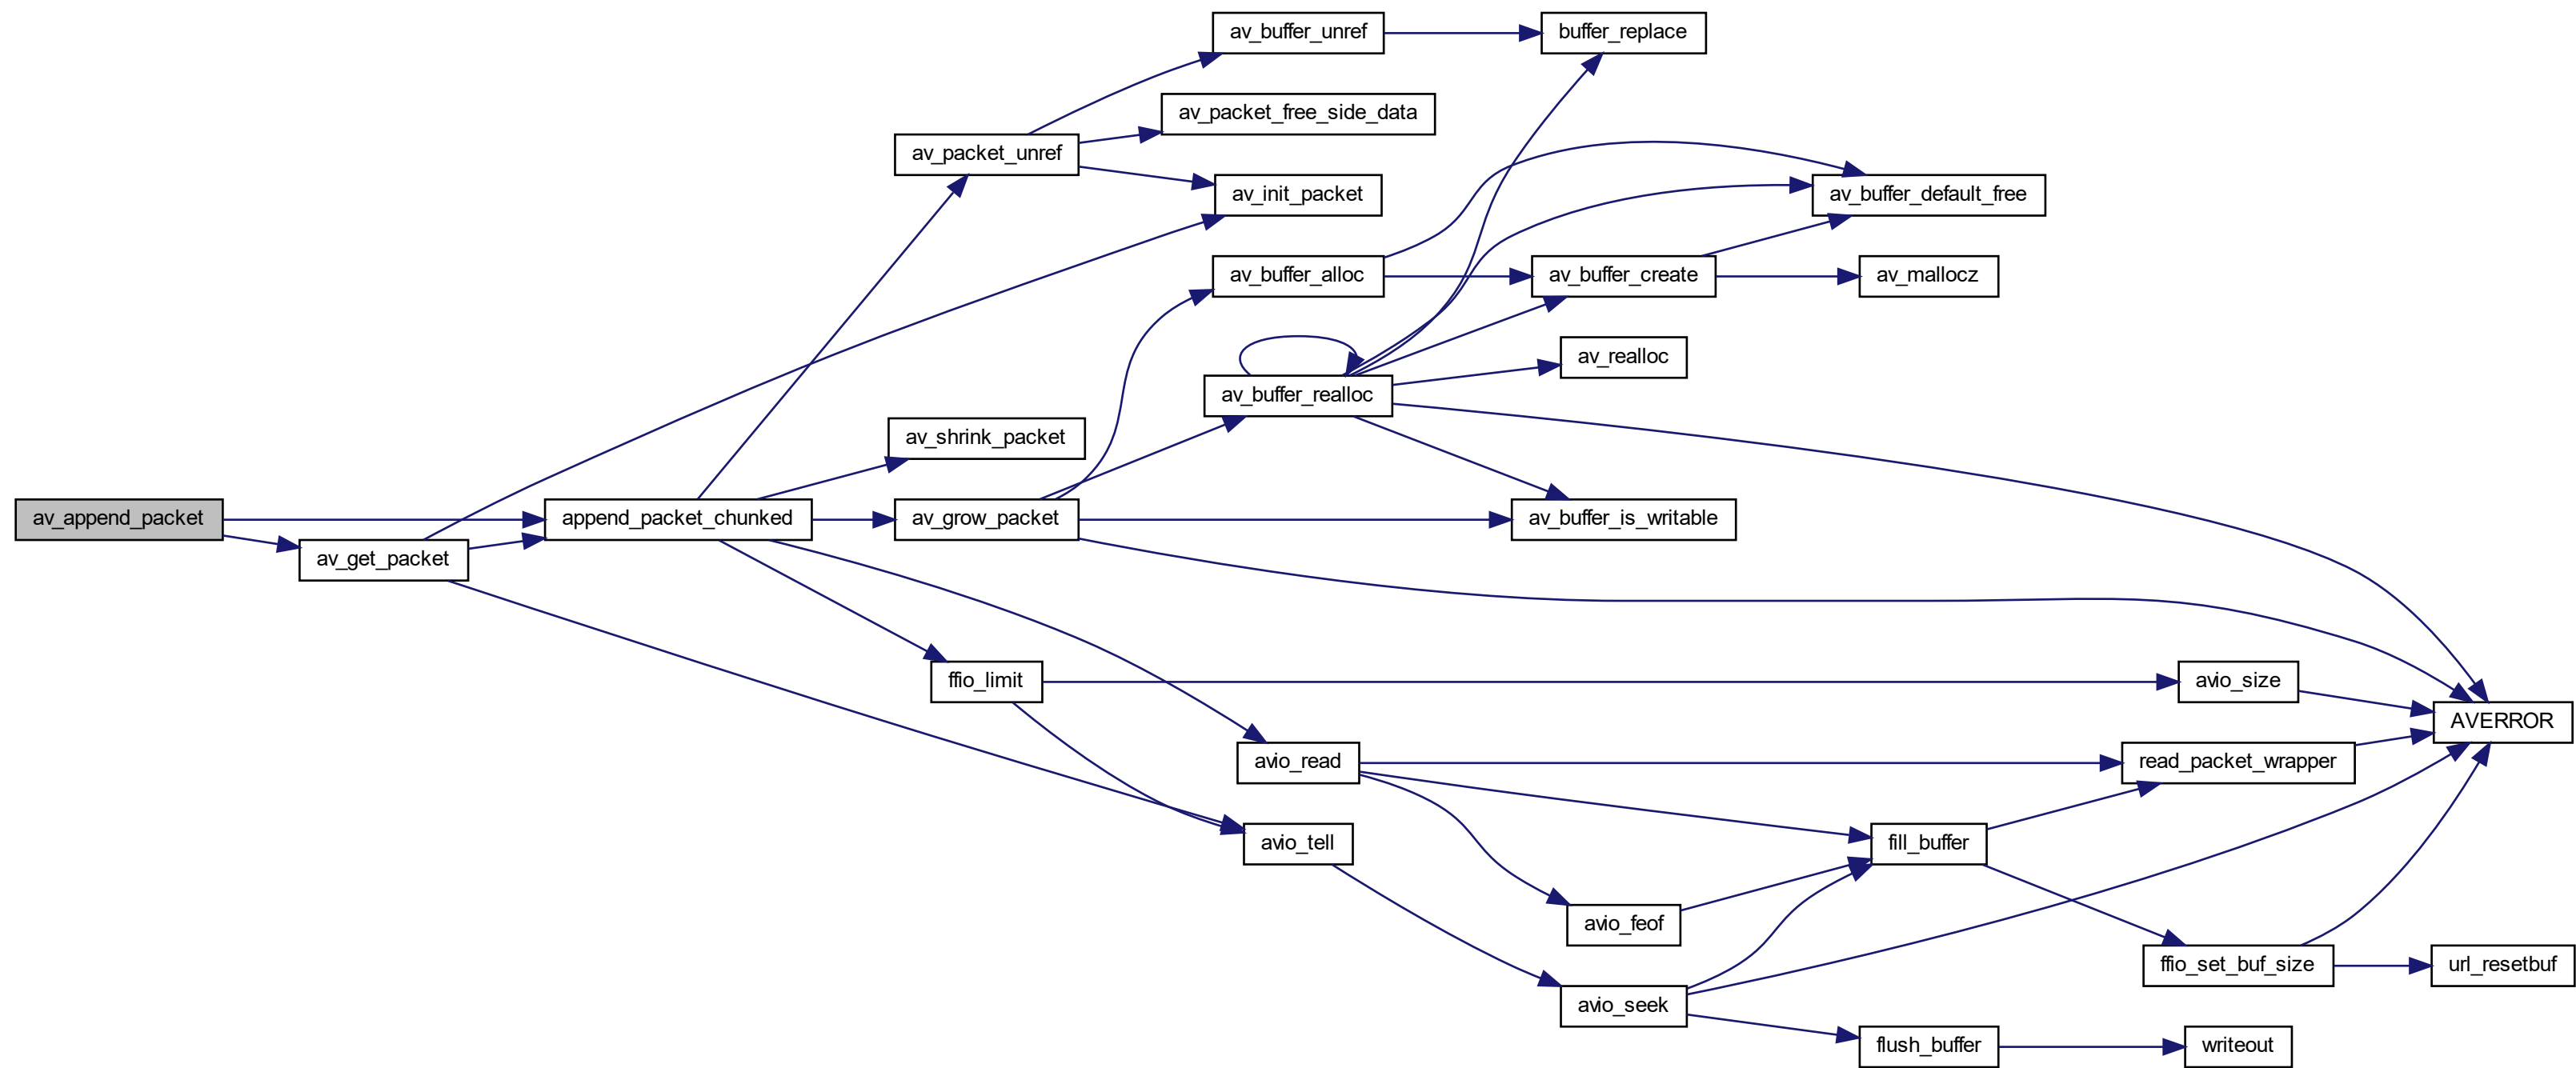 av_buffer_unref
buffer_replace
av_packet_free_side_data
av_packet_unref
av_init_packet
av_buffer_default_free
av_buffer_alloc
av_buffer_create
av_mallocz
av_realloc
av_buffer_realloc
av_shrink_packet
av_append_packet
append_packet_chunked
av_grow_packet
av_buffer_is_writable
av_get_packet
ffio_limit
avio_size
AVERROR
avio_read
read_packet_wrapper
avio_tell
fill_buffer
avio_feof
ffio_set_buf_size
url_resetbuf
avio_seek
flush_buffer
writeout